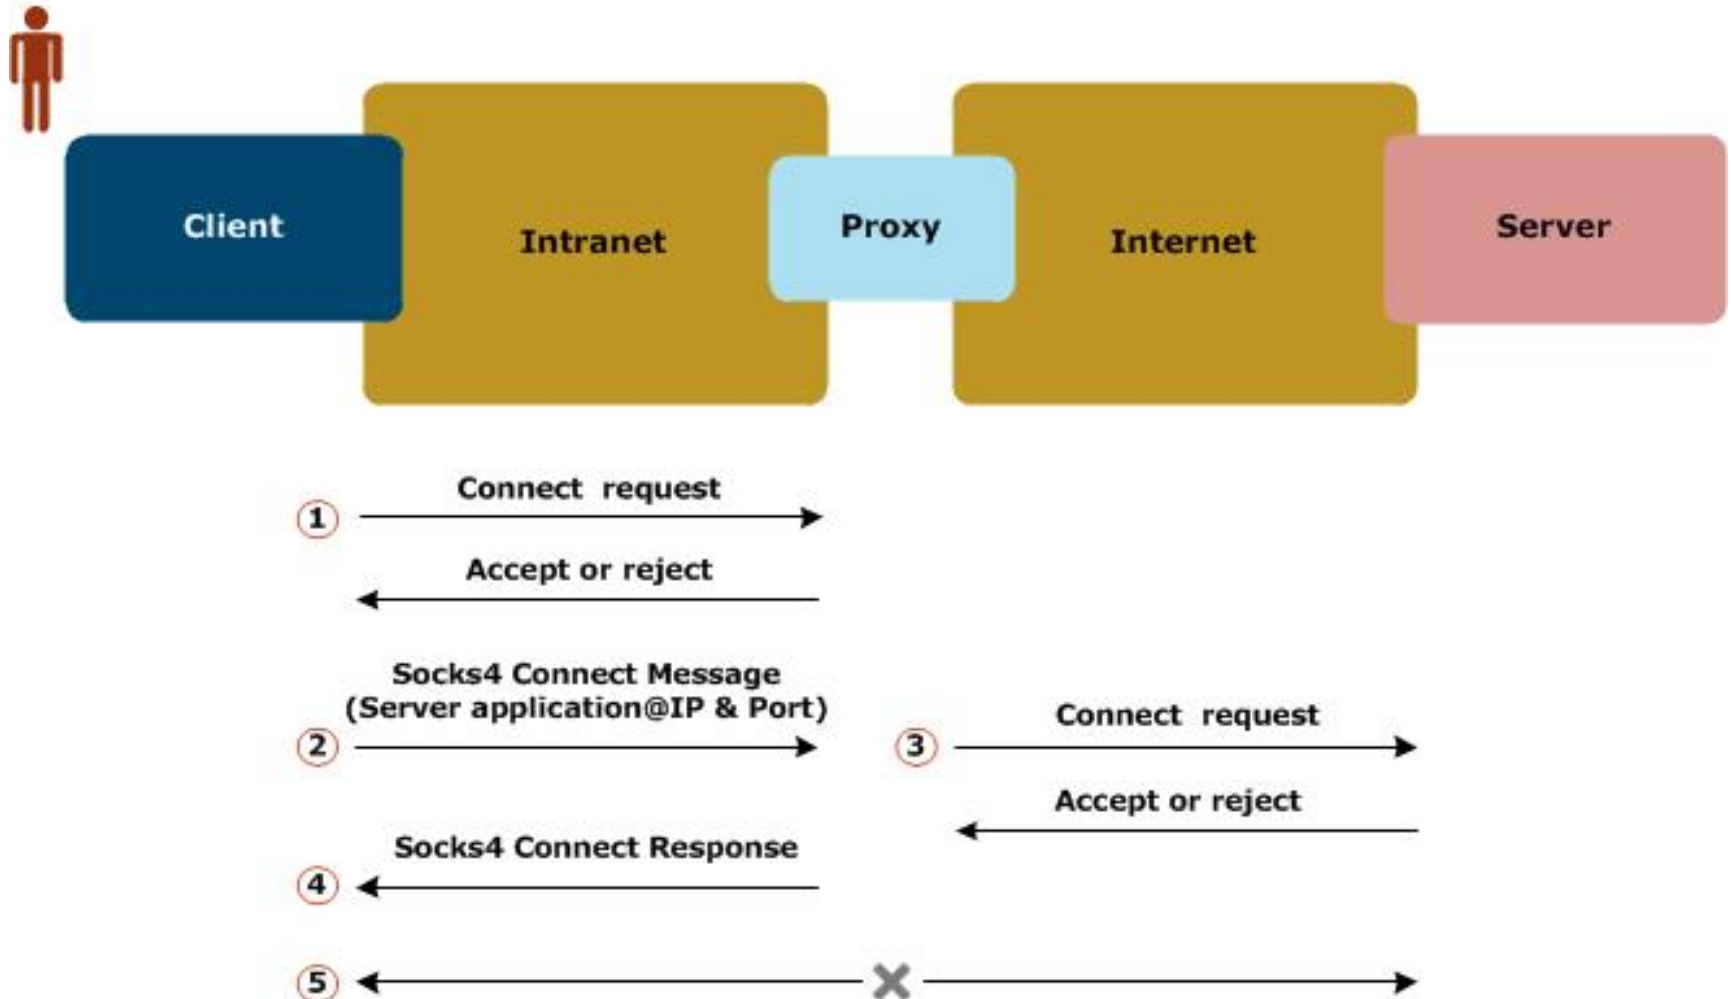 Client
Intranet
Proxy
Internet
Server
Connect request
1
Accept or reject
Socks4 Connect Message
(Server application@IP & Port)
2
Connect request
3
Accept or reject
Socks4 Connect Response
4
5